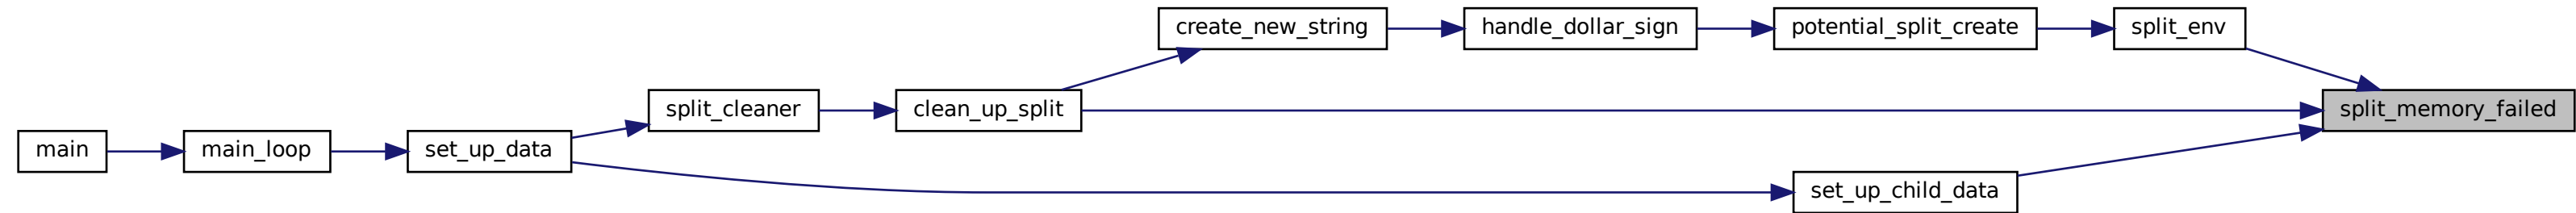 create_new_string
handle_dollar_sign
potential_split_create
split_env
split_cleaner
clean_up_split
split_memory_failed
main
main_loop
set_up_data
set_up_child_data